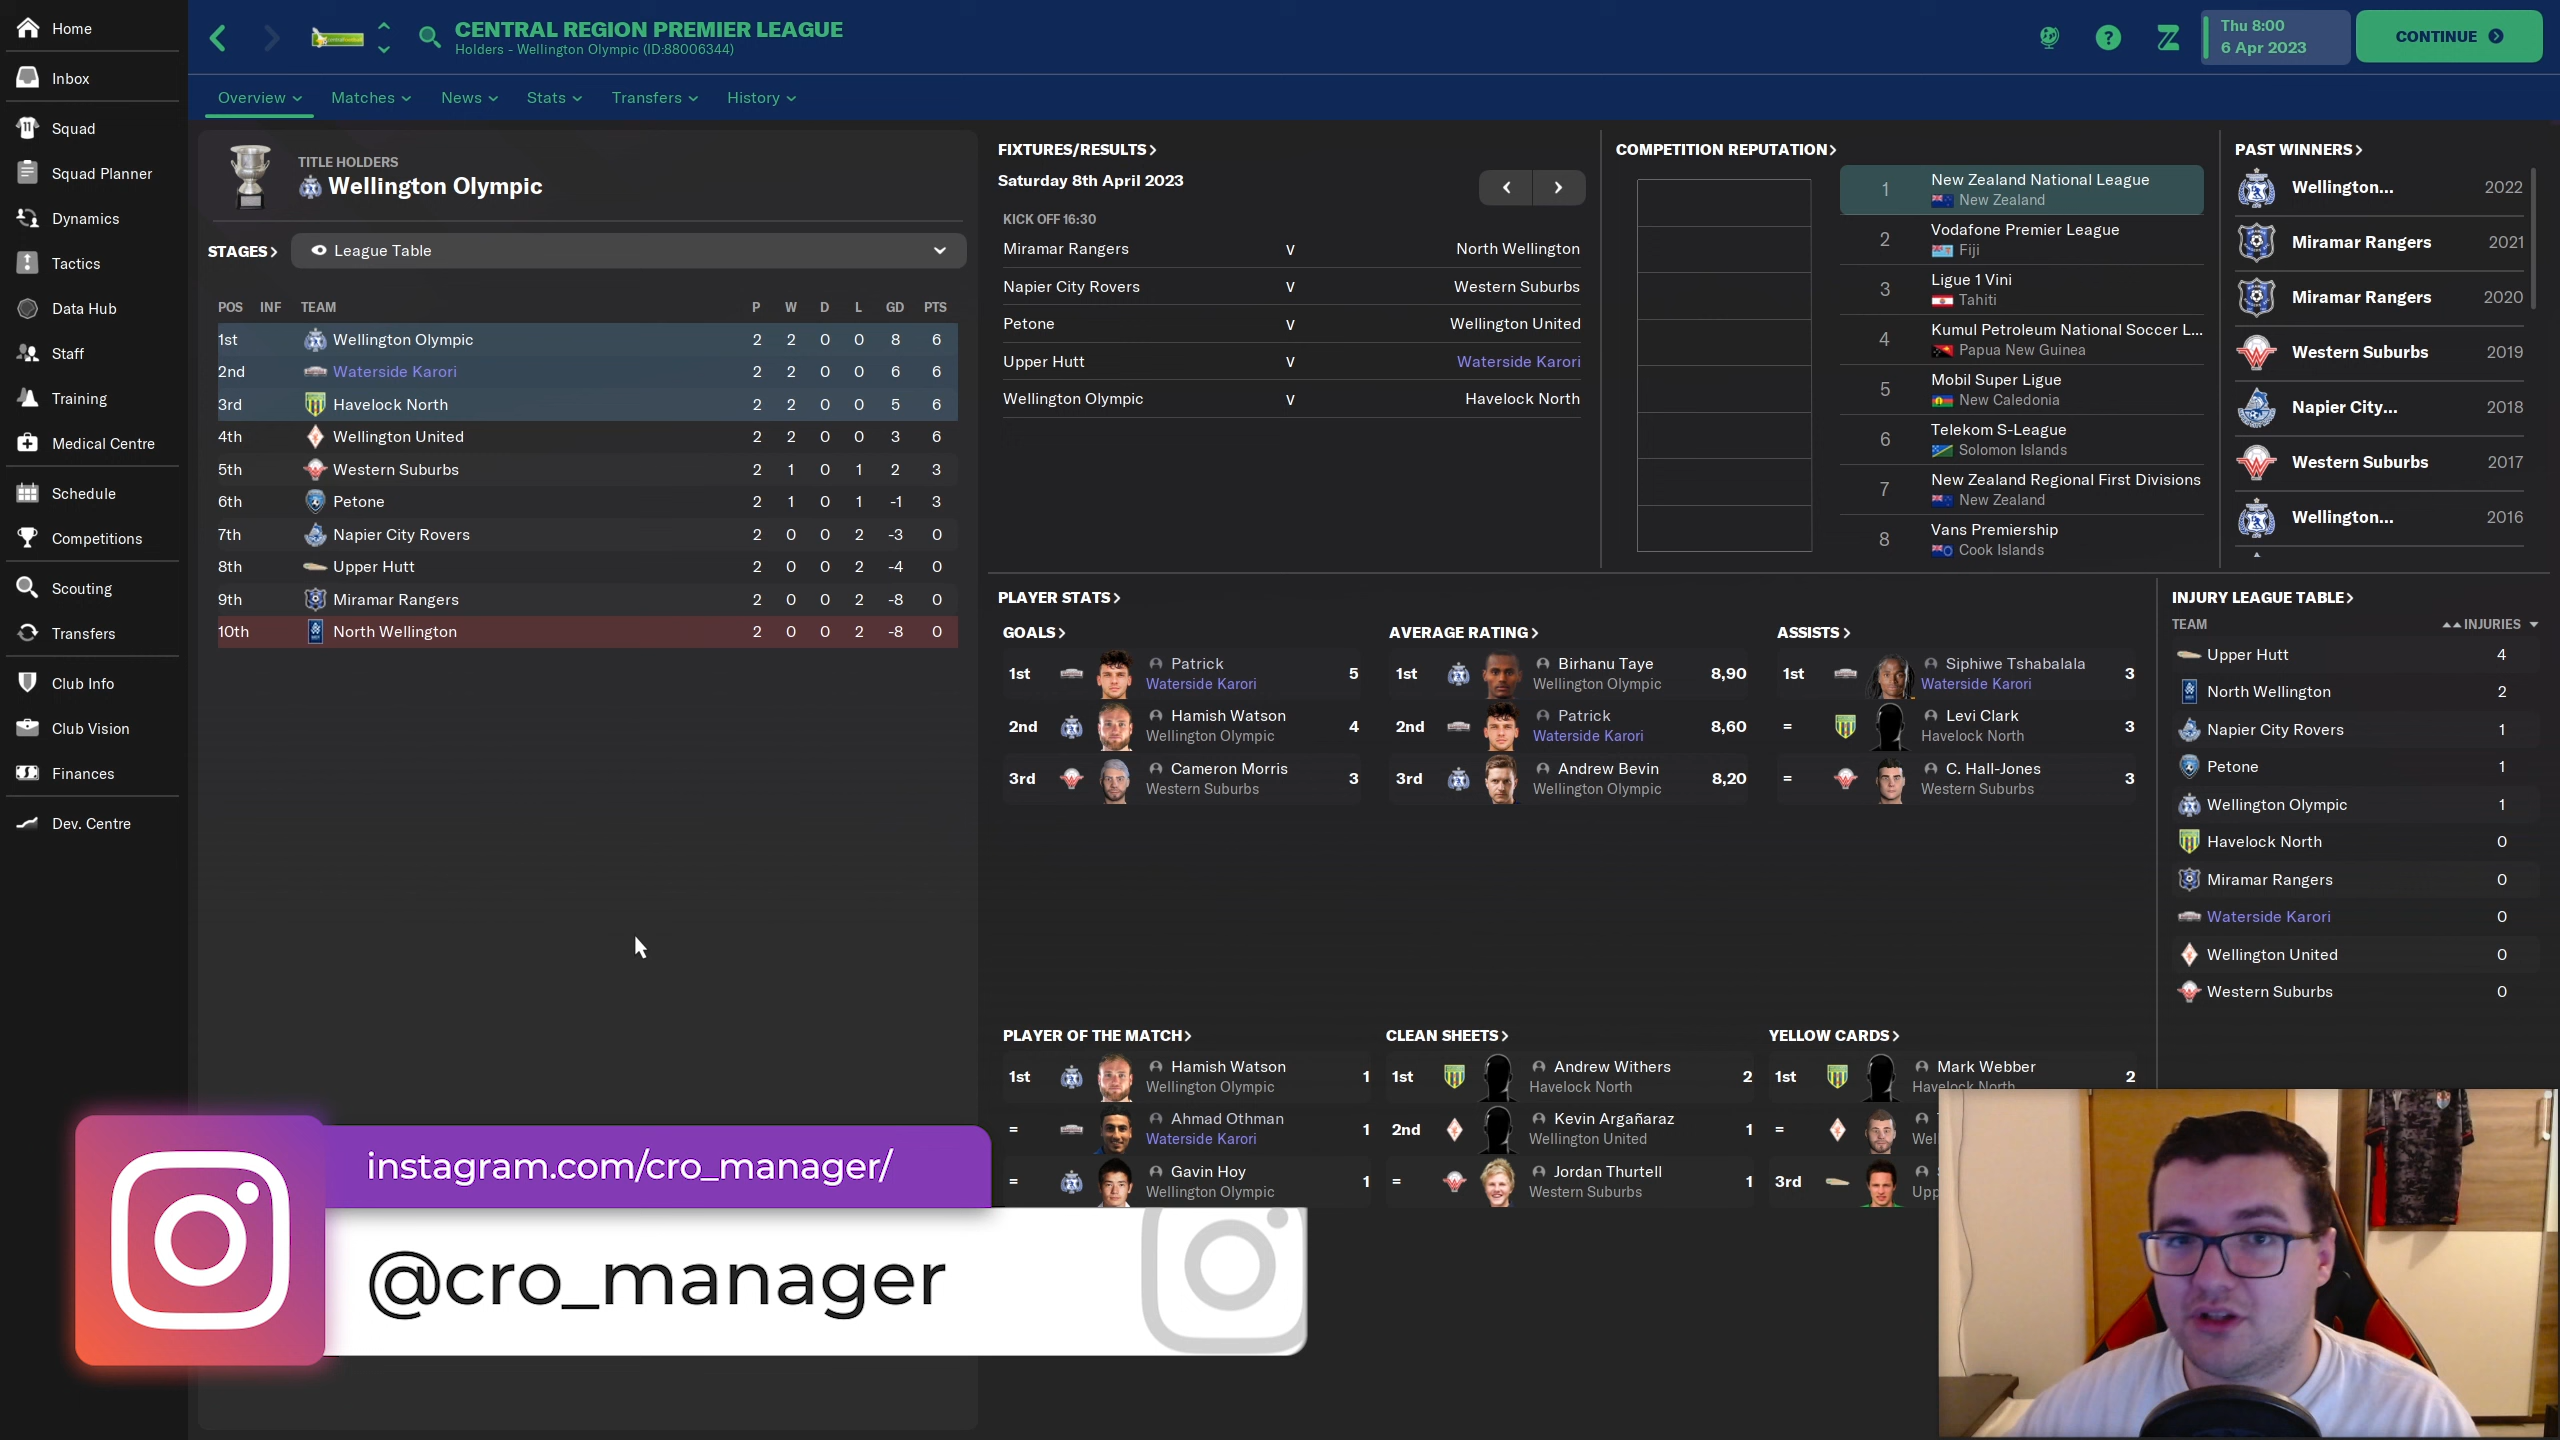 Home
Inbox
Squad
Squad Planner
Dynamics
Tactics
Data Hub
Staff
Training
Medical Centre
Schedule
Competitions
Scouting
Transfers
Club Info
Club Vision
Finances
Dev. Centre
CENTRAL REGION PREMIER LEAGUE
Holders - Wellington Olympic (ID:88006344)
Thu 8:00
6 Apr 2023
CONTINUE
Overview Matches News Stats Transfers History
TITLE HOLDERS
Wellington Olympic
STAGES League Table
POS INF TEAM P W D L GD PTS
1st Wellington Olympic 2 2 0 0 8 6
2nd Waterside Karori 2 2 0 0 6 6
3rd Havelock North 2 2 0 0 5 6
4th Wellington United 2 2 0 0 3 6
5th Western Suburbs 2 1 0 1 2 3
6th Petone 2 1 0 1 -1 3
7th Napier City Rovers 2 0 0 2 -3 0
8th Upper Hutt 2 0 0 2 -4 0
9th Miramar Rangers 2 0 0 2 -8 0
10th North Wellington 2 0 0 2 -8 0
FIXTURES/RESULTS
Saturday 8th April 2023
KICK OFF 16:30
Miramar Rangers V North Wellington
Napier City Rovers V Western Suburbs
Petone V Wellington United
Upper Hutt V Waterside Karori
Wellington Olympic V Havelock North
COMPETITION REPUTATION
1 New Zealand National League
New Zealand
2 Vodafone Premier League
Fiji
3 Ligue 1 Vini
Tahiti
4 Kumul Petroleum National Soccer L...
Papua New Guinea
5 Mobil Super Ligue
New Caledonia
6 Telekom S-League
Solomon Islands
7 New Zealand Regional First Divisions
New Zealand
8 Vans Premiership
Cook Islands
PAST WINNERS
Wellington... 2022
Miramar Rangers 2021
Miramar Rangers 2020
Western Suburbs 2019
Napier City... 2018
Western Suburbs 2017
Wellington... 2016
PLAYER STATS
GOALS
1st Patrick 5
Waterside Karori
2nd Hamish Watson 4
Wellington Olympic
3rd Cameron Morris 3
Western Suburbs
AVERAGE RATING
1st Birhanu Taye 8,90
Wellington Olympic
2nd Patrick 8,60
Waterside Karori
3rd Andrew Bevin 8,20
Wellington Olympic
ASSISTS
1st Siphiwe Tshabalala 3
Waterside Karori
= Levi Clark 3
Havelock North
= C. Hall-Jones 3
Western Suburbs
INJURY LEAGUE TABLE
TEAM INJURIES
Upper Hutt 4
North Wellington 2
Napier City Rovers 1
Petone 1
Wellington Olympic 1
Havelock North 0
Miramar Rangers 0
Waterside Karori 0
Wellington United 0
Western Suburbs 0
PLAYER OF THE MATCH
1st Hamish Watson 1
Wellington Olympic
= Ahmad Othman 1
Waterside Karori
= Gavin Hoy 1
Wellington Olympic
CLEAN SHEETS
1st Andrew Withers 2
Havelock North
2nd Kevin Argañaraz 1
Wellington United
= Jordan Thurtell 1
Western Suburbs
YELLOW CARDS
1st Mark Webber 2
Havelock North
=
Wel
3rd
Upp
instagram.com/cro_manager/
@cro_manager